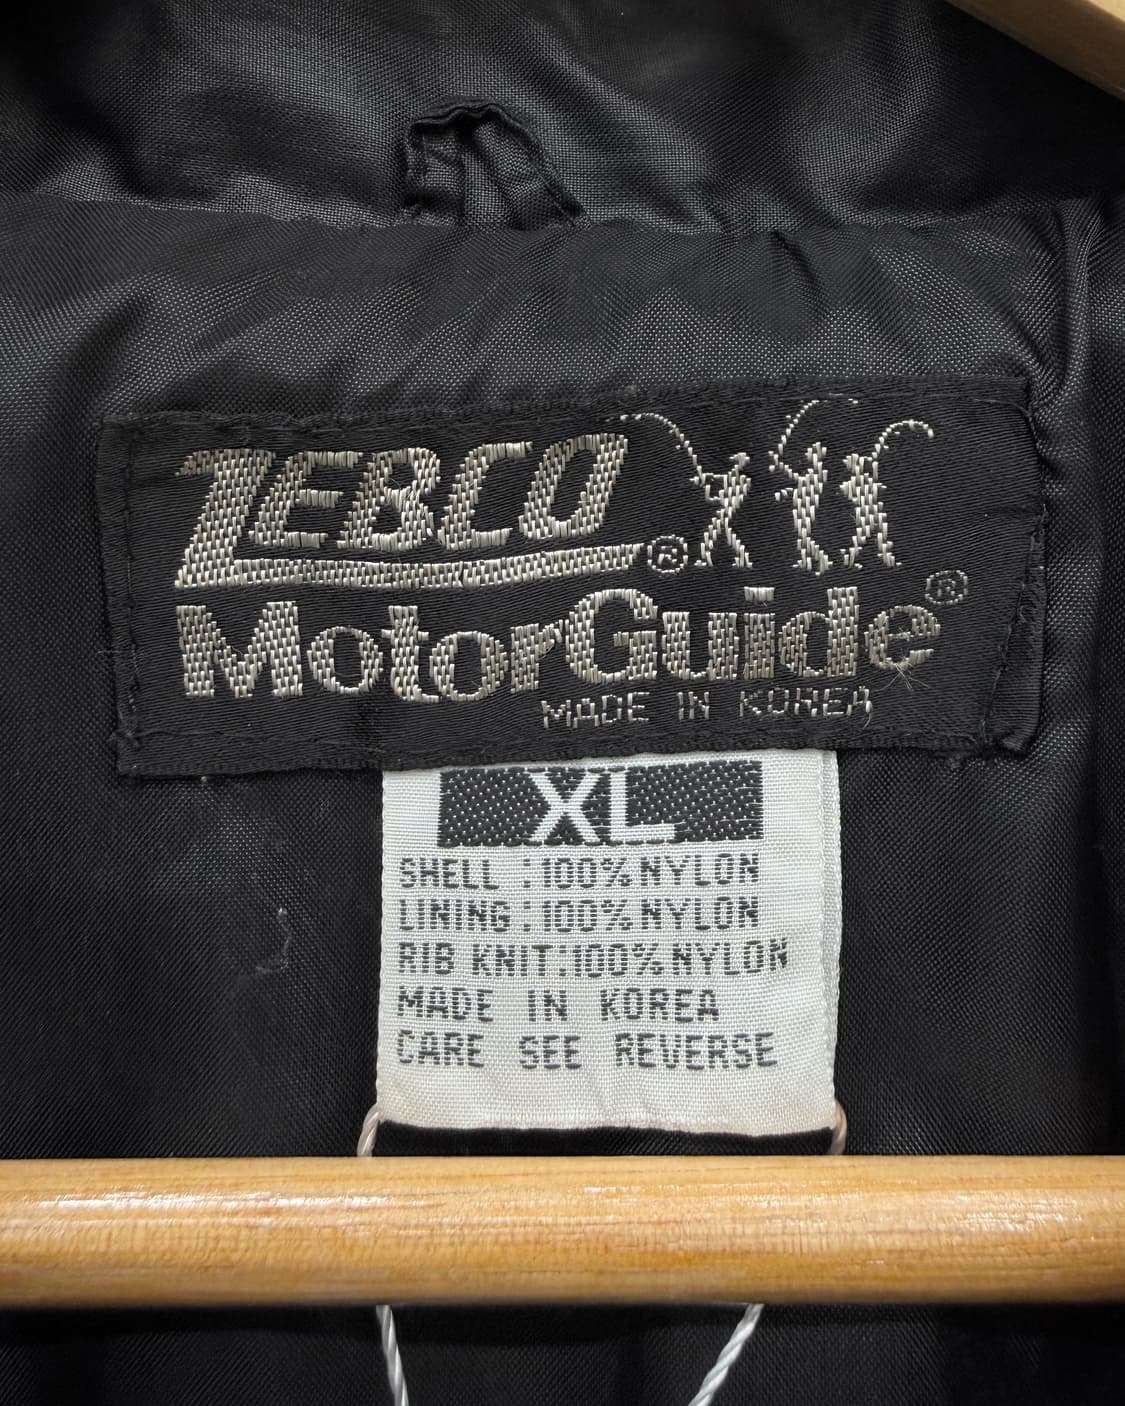 ZEBCO®
MotorGuide®
MADE IN KOREA
XL
SHELL : 100% NYLON
LINING : 100% NYLON
RIB KNIT : 100% NYLON
MADE IN KOREA
CARE SEE REVERSE